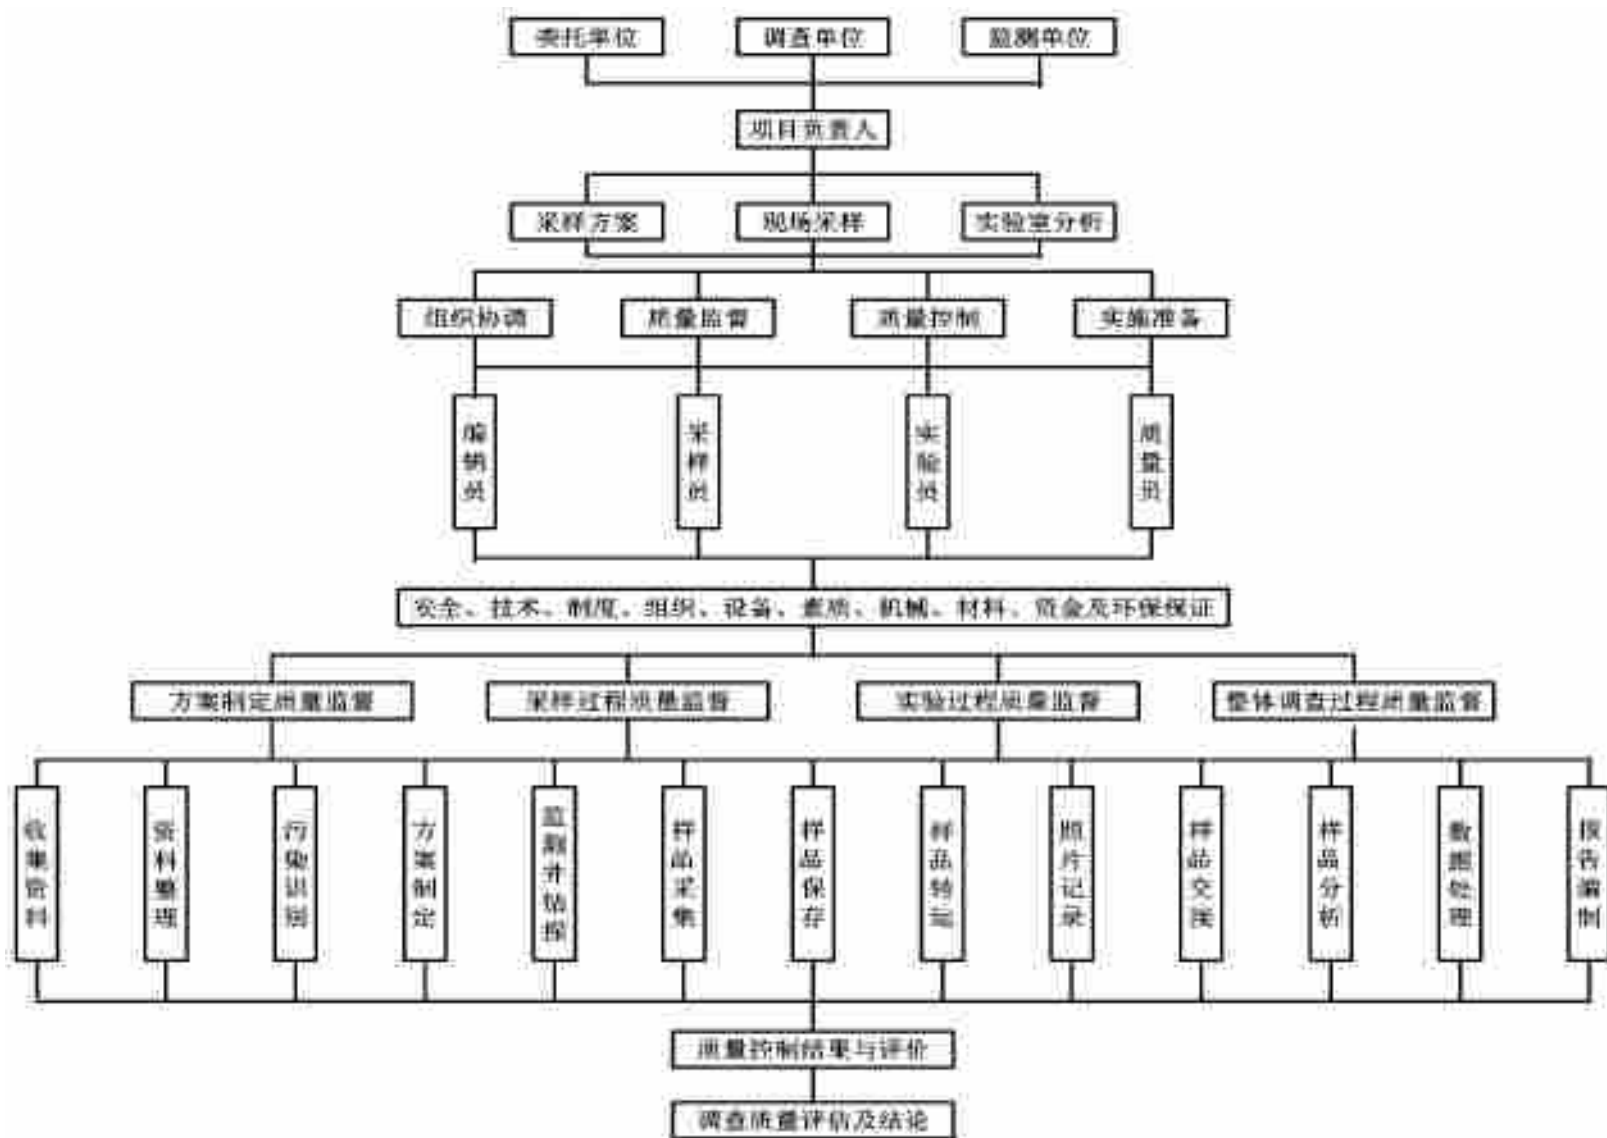 委托单位
调查单位
监测单位
项目负责人
采样方案
现场采样
实验室分析
组织协调
质量监督
质量控制
实施准备
编辑员
采样员
实验员
质量员
安全、技术、制度、组织、设备、素质、机械、材料、资金及环保保证
方案制定质量监督
采样过程质量监督
实验过程质量监督
整体调查过程质量监督
收集资料
资料整理
污染识别
方案制定
监测井钻探
样品采集
样品保存
样品转运
照片记录
样品交接
样品分析
数据处理
报告编制
质量控制结果与评价
调查质量评估及结论